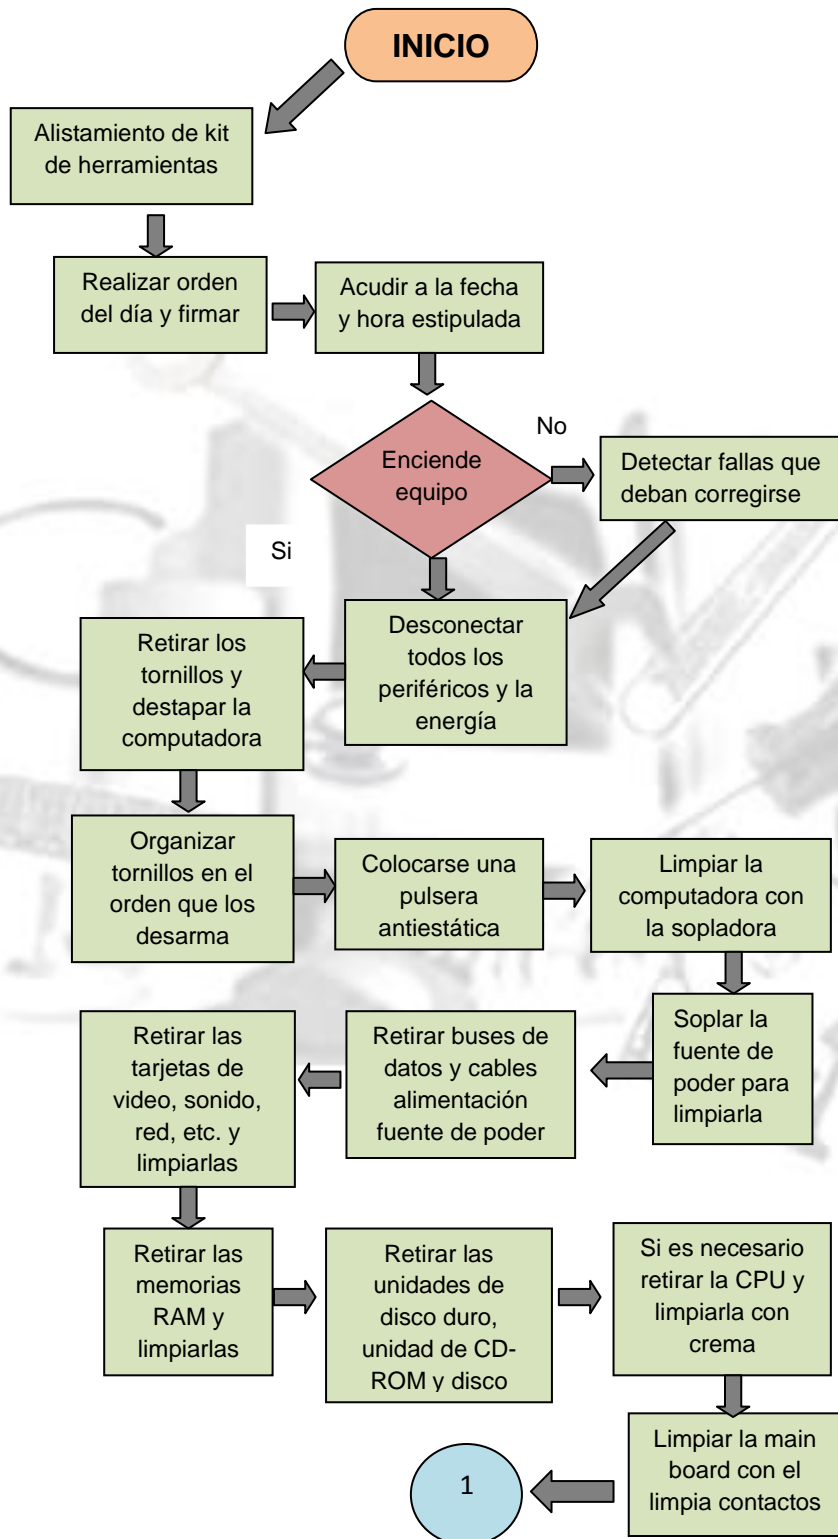 INICIO
Alistamiento de kit
de herramientas
Realizar orden
del día y firmar
Acudir a la fecha
y hora estipulada
Enciende
equipo
No
Detectar fallas que
deban corregirse
Si
Desconectar
todos los
periféricos y la
energía
Retirar los
tornillos y
destapar la
computadora
Organizar
tornillos en el
orden que los
desarma
Colocarse una
pulsera
antiestática
Limpiar la
computadora con
la sopladora
Soplar la
fuente de
poder para
limpiarla
Retirar buses de
datos y cables
alimentación
fuente de poder
Retirar las
tarjetas de
video, sonido,
red, etc. y
limpiarlas
Retirar las
memorias
RAM y
limpiarlas
Retirar las
unidades de
disco duro,
unidad de CD-
ROM y disco
Si es necesario
retirar la CPU y
limpiarla con
crema
Limpiar la main
board con el
limpia contactos
1